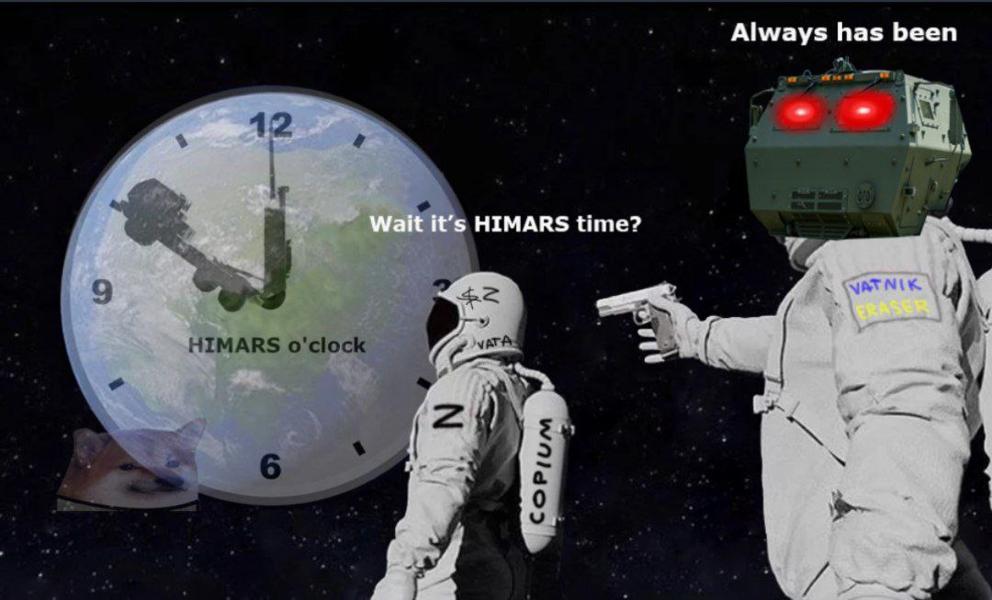 Always has been
12
Wait it's HIMARS time?
9
3
HIMARS o'clock
6
VATNIK
ERASER
Z
VATA
N
COPIUM